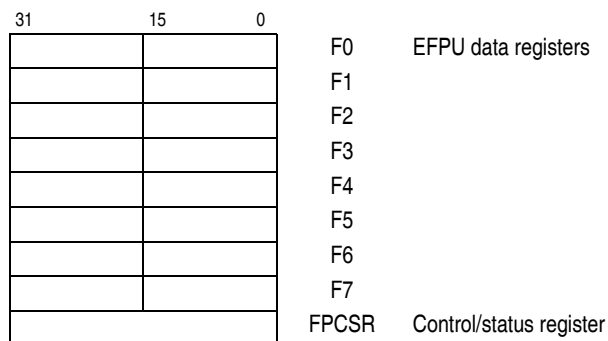 31 15 0
F0 EFPU data registers
F1
F2
F3
F4
F5
F6
F7
FPCSR Control/status register